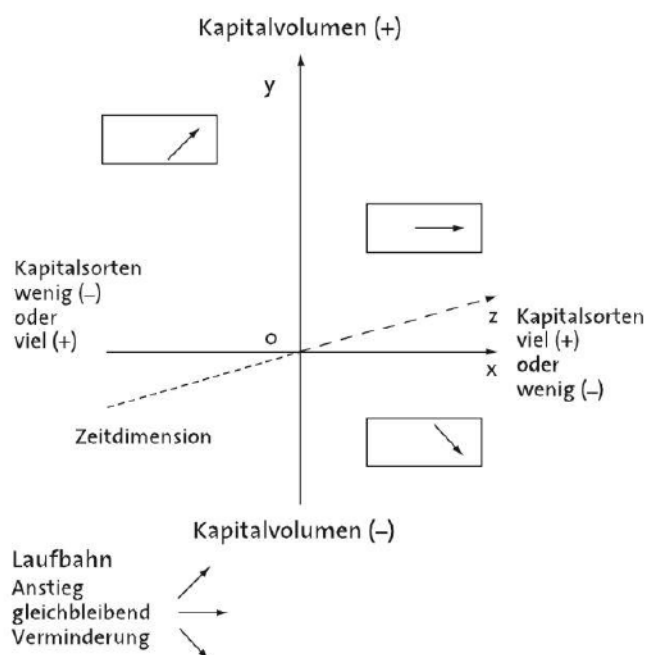 Kapitalvolumen (+)
y
Kapitalsorten
wenig (–)
oder
viel (+)
O
z
x
Kapitalsorten
viel (+)
oder
wenig (–)
Zeitdimension
Kapitalvolumen (–)
Laufbahn
Anstieg
gleichbleibend
Verminderung